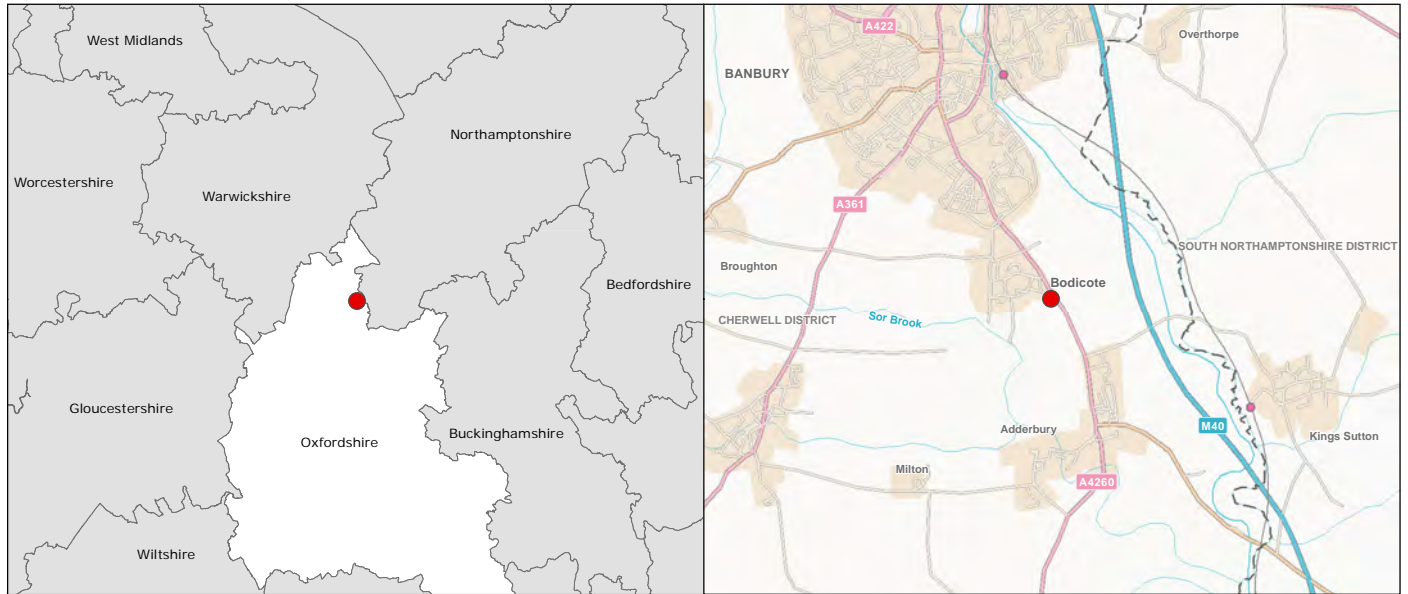 West Midlands
Northamptonshire
Worcestershire
Warwickshire
Bedfordshire
Gloucestershire
Oxfordshire
Buckinghamshire
Wiltshire
A422
Overthorpe
BANBURY
A361
SOUTH NORTHAMPTONSHIRE DISTRICT
Broughton
Bodicote
CHERWELL DISTRICT
Sor Brook
M40
Adderbury
Kings Sutton
Milton
A4260